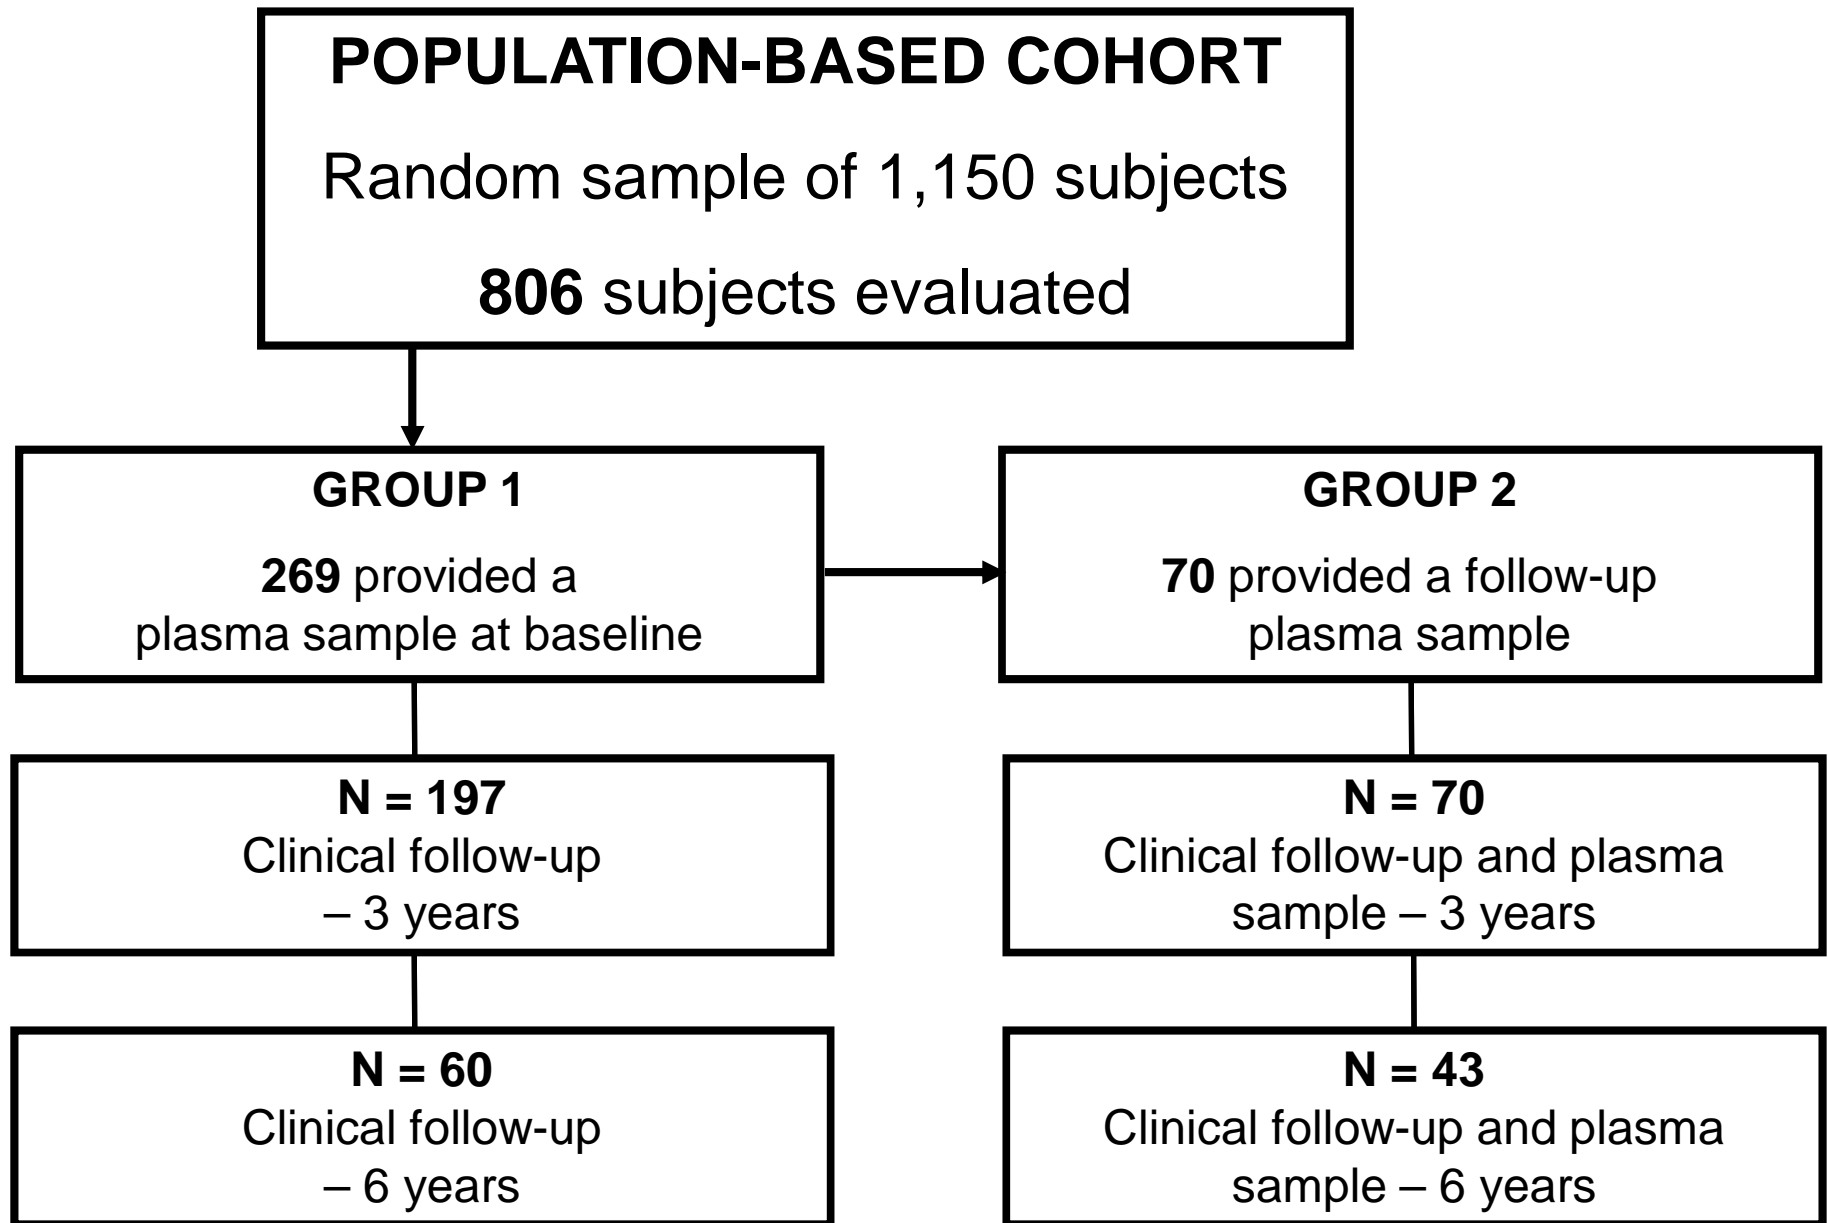 POPULATION-BASED COHORT
Random sample of 1,150 subjects
806 subjects evaluated
GROUP 1
269 provided a
plasma sample at baseline
GROUP 2
70 provided a follow-up
plasma sample
N = 197
Clinical follow-up
– 3 years
N = 70
Clinical follow-up and plasma
sample – 3 years
N = 60
Clinical follow-up
– 6 years
N = 43
Clinical follow-up and plasma
sample – 6 years